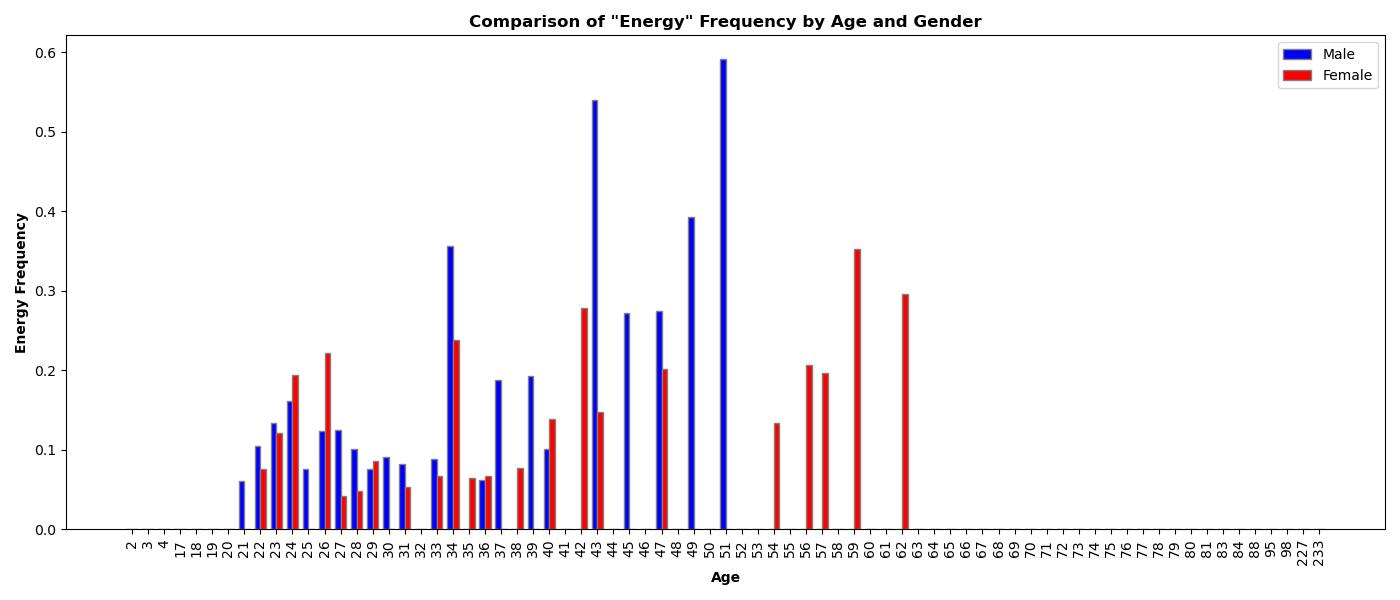 Comparison of "Energy" Frequency by Age and Gender
Male
Female
Energy Frequency
0.6
0.5
0.4
0.3
0.2
0.1
0.0
2 3 4 17 18 19 20 21 22 23 24 25 26 27 28 29 30 31 32 33 34 35 36 37 38 39 40 41 42 43 44 45 46 47 48 49 50 51 52 53 54 55 56 57 58 59 60 61 62 63 64 65 66 67 68 69 70 71 72 73 74 75 76 77 78 79 80 81 83 84 88 95 98 227 233
Age